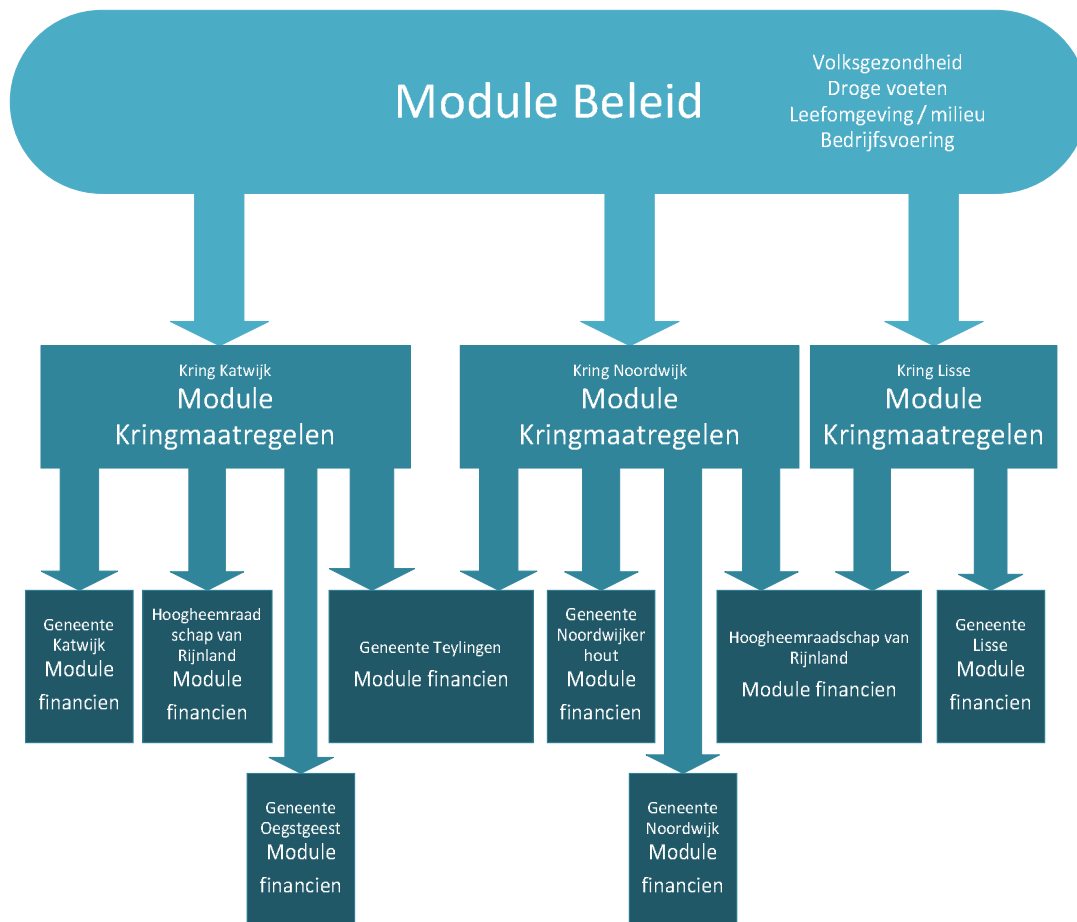 Module Beleid
Volksgezondheid
Droge voeten
Leefomgeving / milieu
Bedrijfsvoering
Kring Katwijk
Module
Kringmaatregelen
Kring Noordwijk
Module
Kringmaatregelen
Kring Lisse
Module
Kringmaatregelen
Geneente
Katwijk
Module
financien
Hoogheemraad
schap van
Rijnland
Module
financien
Geneente Teylingen
Module financien
Geneente
Noordwijker
hout
Module
financien
Hoogheemraadschap van
Rijnland
Module financien
Geneente
Lisse
Module
financien
Geneente
Oegstgeest
Module
financien
Geneente
Noordwijk
Module
financien